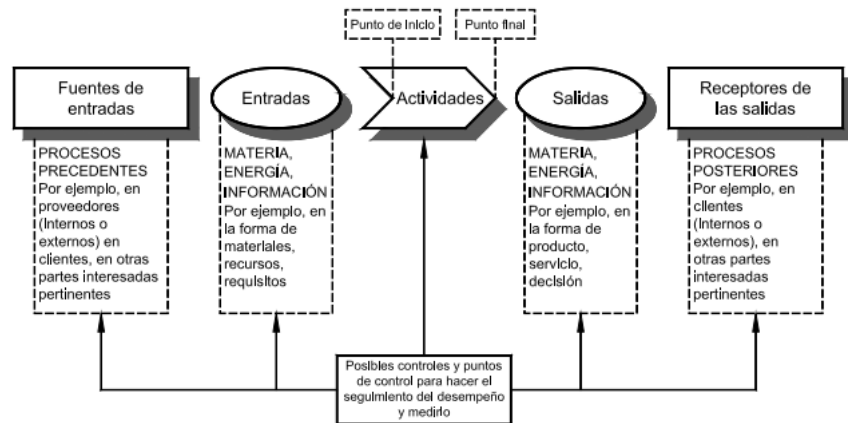 Punto de inicio
Punto final
Fuentes de
entradas
Entradas
Actividades
Salidas
Receptores de
las salidas
PROCESOS
PRECEDENTES
Por ejemplo, en
proveedores
(internos o
externos) en
clientes, en otras
partes interesadas
pertinentes
MATERIA,
ENERGÍA,
INFORMACIÓN
Por ejemplo, en
la forma de
materiales,
recursos,
requisitos
MATERIA,
ENERGÍA,
INFORMACIÓN
Por ejemplo, en
la forma de
producto,
servicio,
decisión
PROCESOS
POSTERIORES
Por ejemplo, en
clientes
(internos o
externos), en
otras partes
interesadas
pertinentes
Posibles controles y puntos
de control para hacer el
seguimiento del desempeño
y medirlo